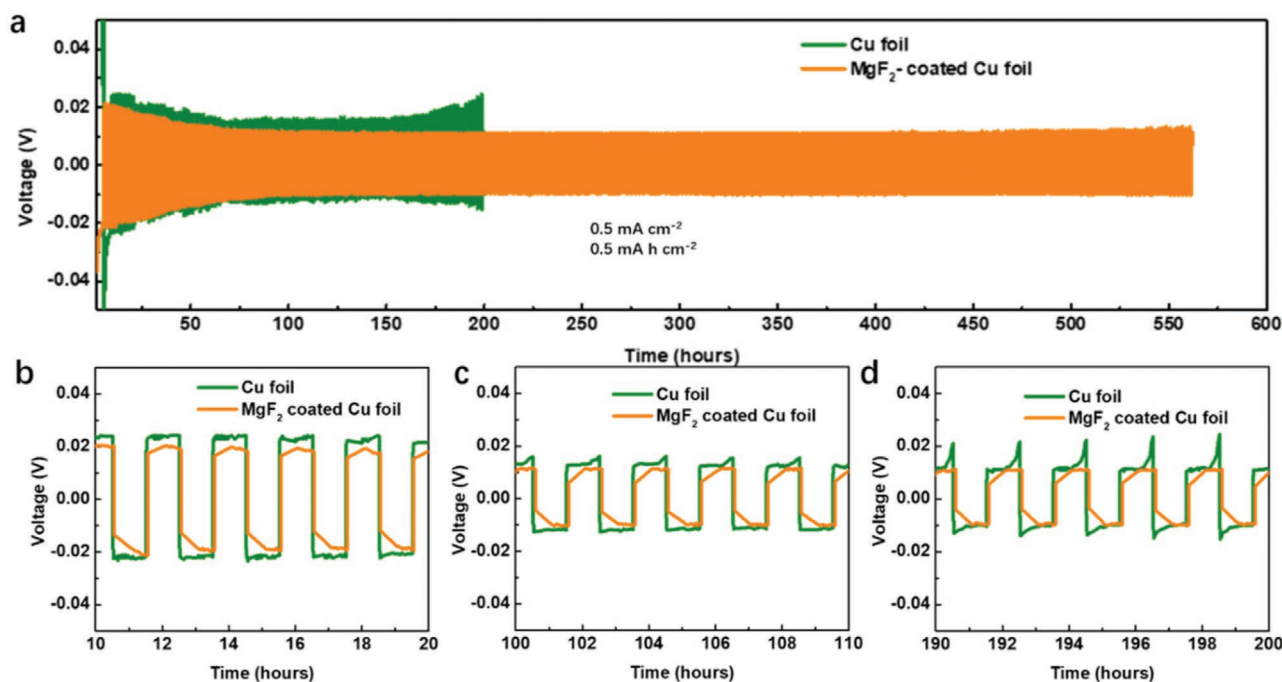 a
Cu foil
MgF₂- coated Cu foil
0.04
0.02
0.00
-0.02
-0.04
Voltage (V)
0.5 mA cm⁻²
0.5 mA h cm⁻²
50 100 150 200 250 300 350 400 450 500 550 600
Time (hours)
b
Cu foil
MgF₂ coated Cu foil
0.04
0.02
0.00
-0.02
-0.04
Voltage (V)
10 12 14 16 18 20
Time (hours)
c
Cu foil
MgF₂ coated Cu foil
0.04
0.02
0.00
-0.02
-0.04
Voltage (V)
100 102 104 106 108 110
Time (hours)
d
Cu foil
MgF₂ coated Cu foil
0.04
0.02
0.00
-0.02
-0.04
Voltage (V)
190 192 194 196 198 200
Time (hours)